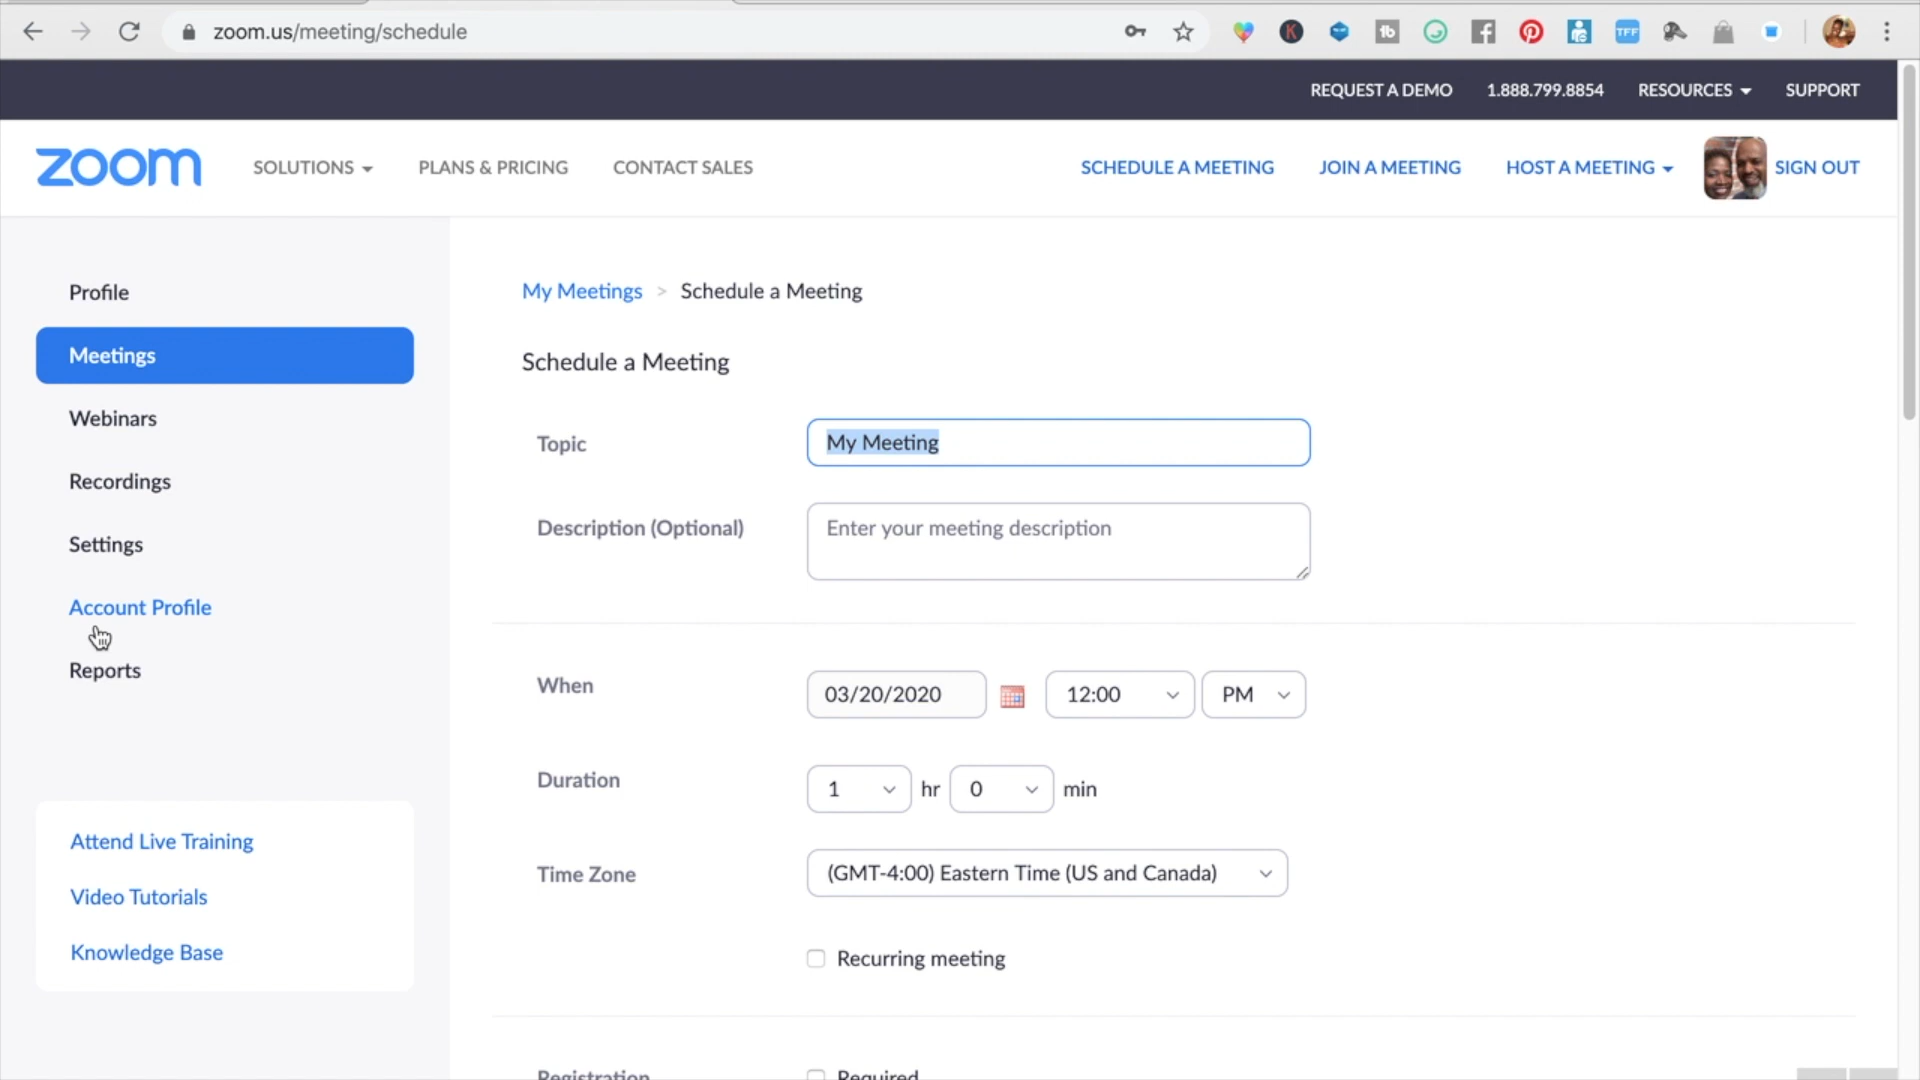 zoom.us/meeting/schedule
REQUEST A DEMO 1.888.799.8854 RESOURCES SUPPORT
zoom SOLUTIONS PLANS & PRICING CONTACT SALES SCHEDULE A MEETING JOIN A MEETING HOST A MEETING SIGN OUT
Profile
Meetings
Webinars
Recordings
Settings
Account Profile
Reports
Attend Live Training
Video Tutorials
Knowledge Base
My Meetings > Schedule a Meeting
Schedule a Meeting
Topic My Meeting
Description (Optional) Enter your meeting description
When 03/20/2020 12:00 PM
Duration 1 hr 0 min
Time Zone (GMT-4:00) Eastern Time (US and Canada)
Recurring meeting
Registration Required